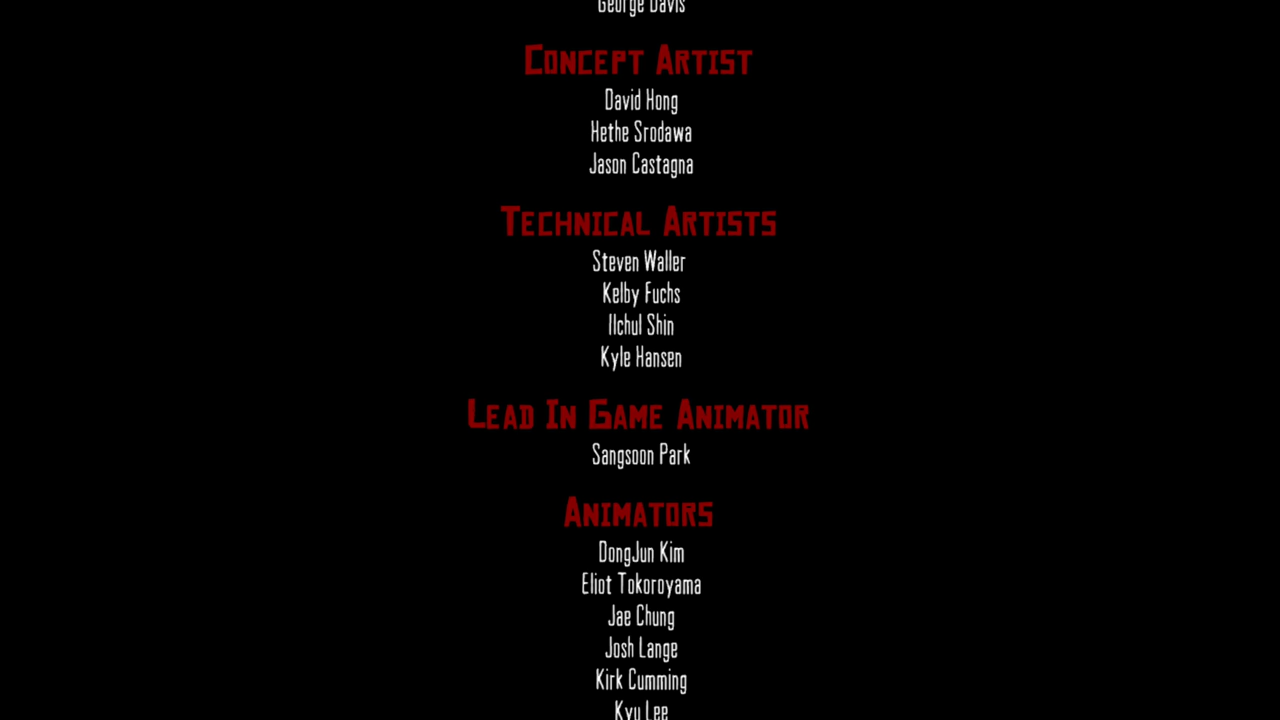 George Davis
Concept Artist
David Hong
Hethe Srodawa
Jason Castagna
Technical Artists
Steven Waller
Kelby Fuchs
Ilchul Shin
Kyle Hansen
Lead In Game Animator
Sangsoon Park
Animators
DongJun Kim
Eliot Tokoroyama
Jae Chung
Josh Lange
Kirk Cumming
Kyu Lee